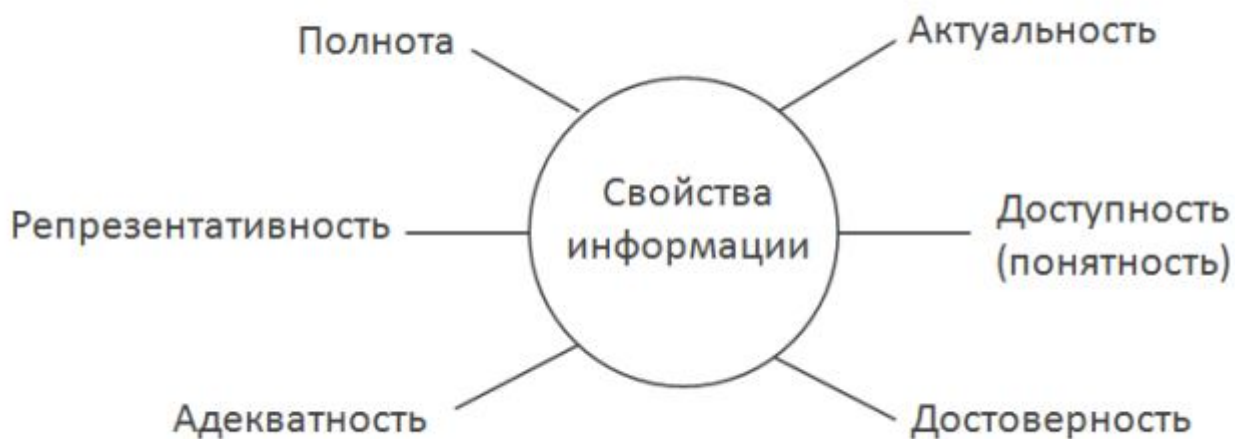 Полнота
Актуальность
Свойства
информации
Репрезентативность
Доступность
(понятность)
Адекватность
Достоверность